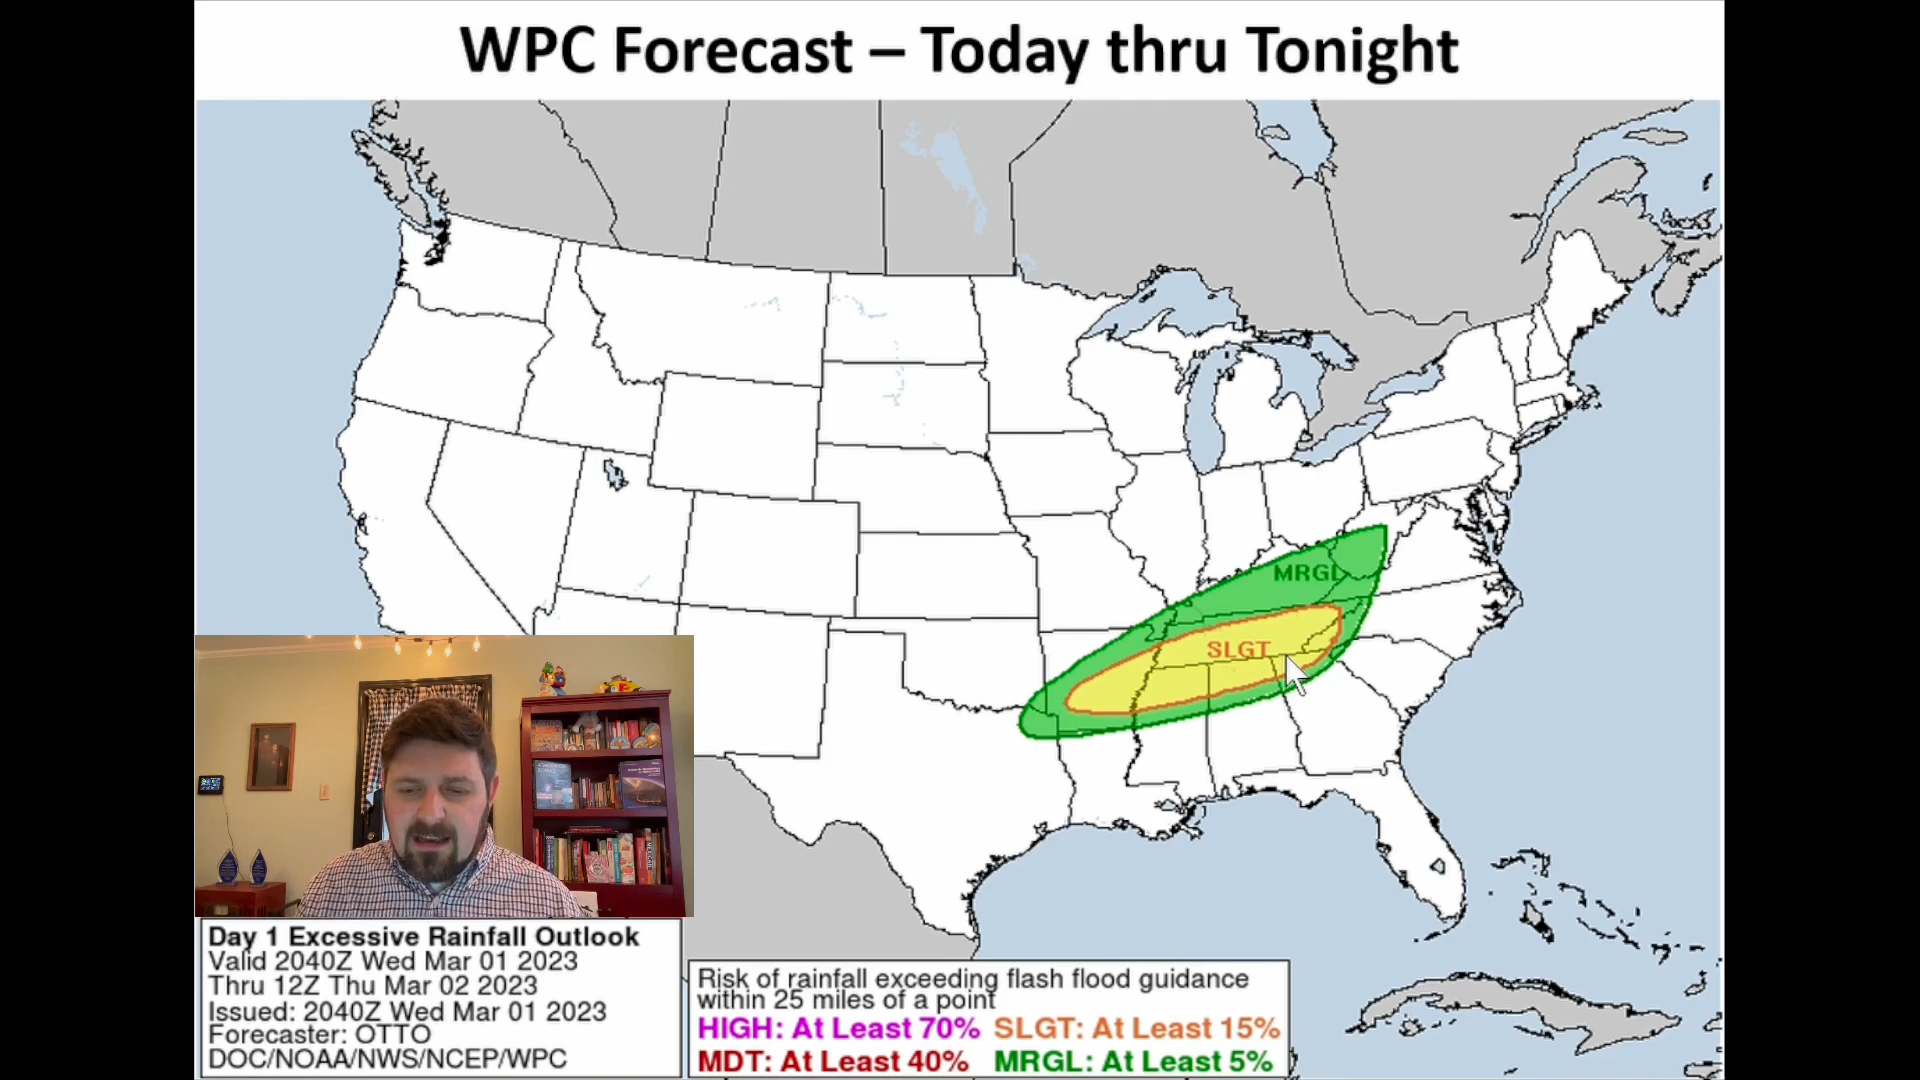 WPC Forecast – Today thru Tonight
MRGL
SLGT
Day 1 Excessive Rainfall Outlook
Valid 2040Z Wed Mar 01 2023
Thru 12Z Thu Mar 02 2023
Issued: 2040Z Wed Mar 01 2023
Forecaster: OTTO
DOC/NOAA/NWS/NCEP/WPC
Risk of rainfall exceeding flash flood guidance
within 25 miles of a point
HIGH: At Least 70% SLGT: At Least 15%
MDT: At Least 40% MRGL: At Least 5%